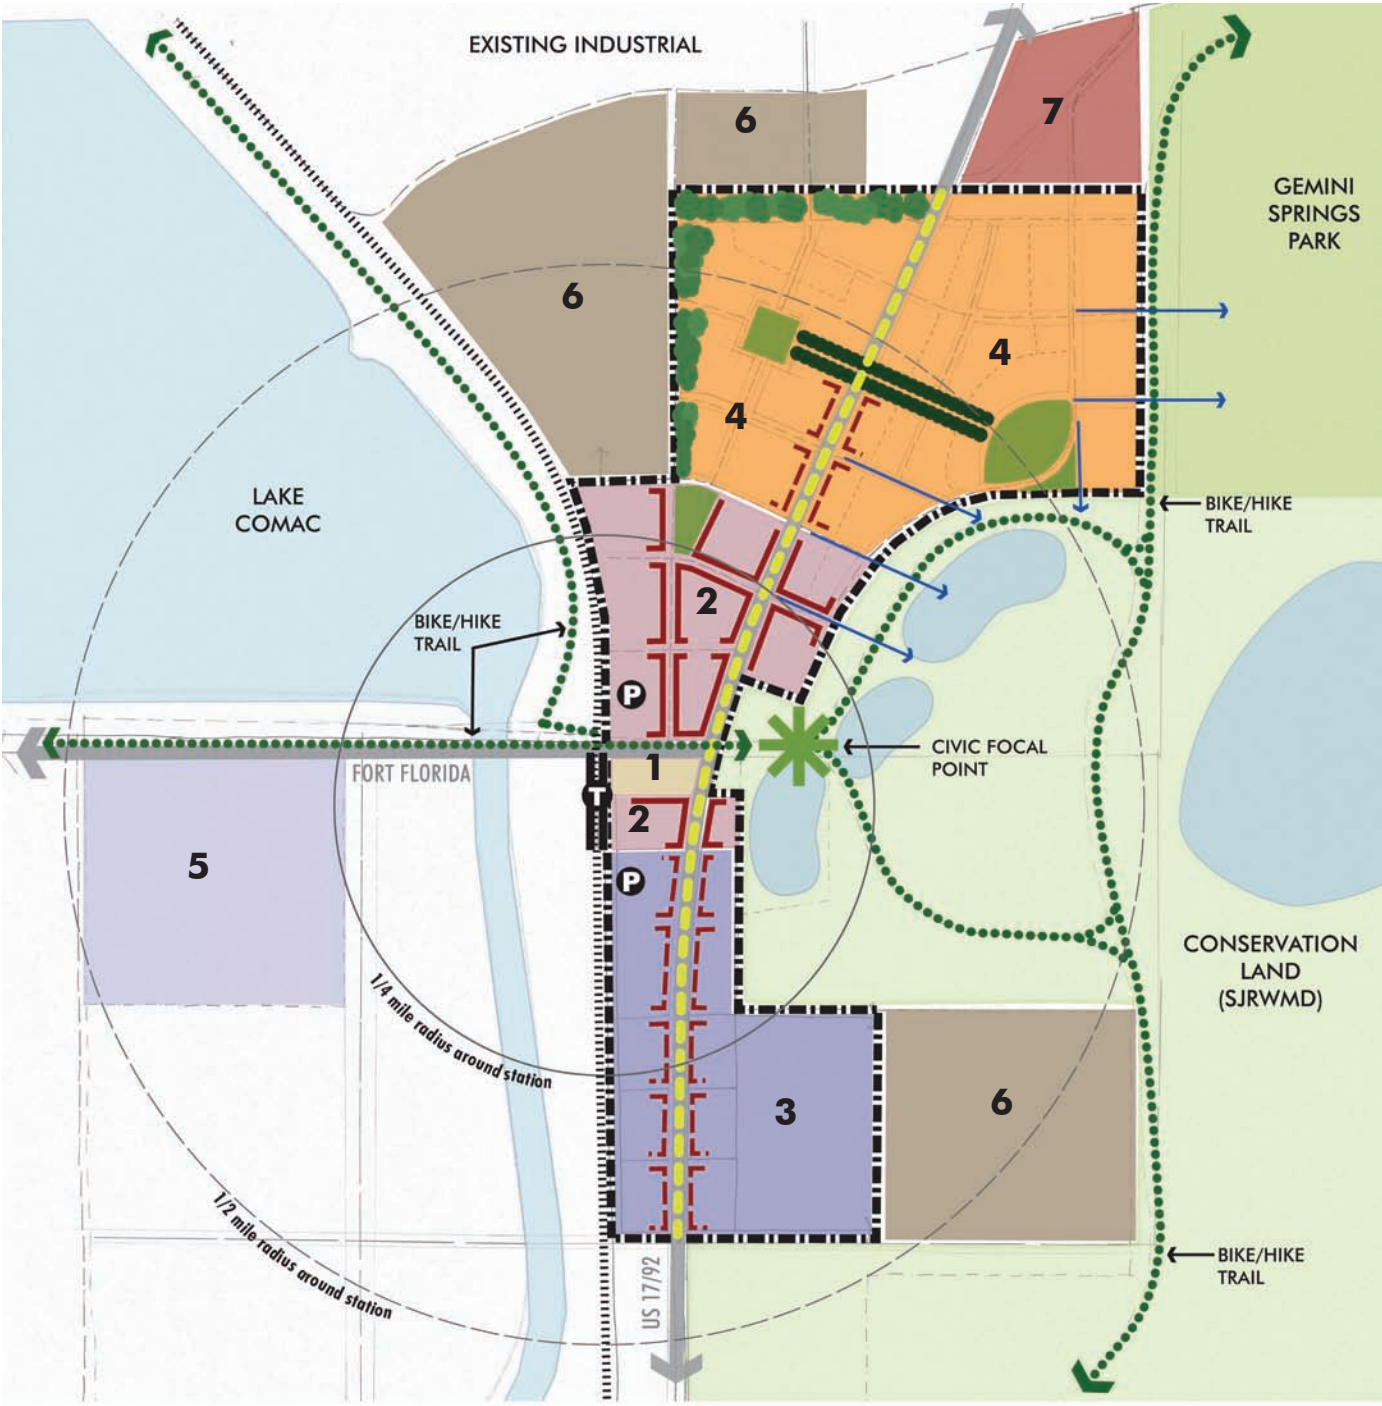 EXISTING INDUSTRIAL
6
7
GEMINI
SPRINGS
PARK
6
4
4
LAKE
COMAC
BIKE/HIKE
TRAIL
2
BIKE/HIKE
TRAIL
P
CIVIC FOCAL
POINT
FORT FLORIDA
1
T
2
5
P
CONSERVATION
LAND
(SJRWMD)
1/4 mile radius around station
3
6
1/2 mile radius around station
US 17/92
BIKE/HIKE
TRAIL